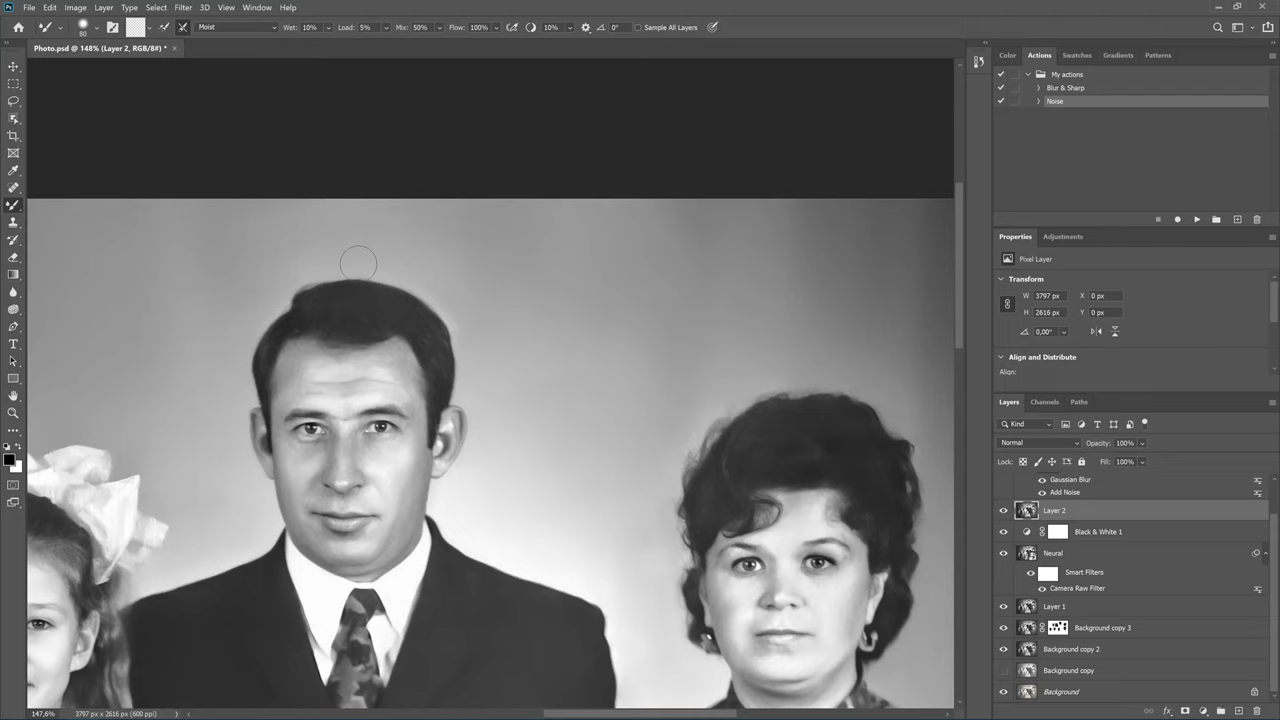 File Edit Image Layer Type Select Filter 3D View Window Help
80 Moist Wet: 10% Load: 5% Mix: 50% Flow: 100% 10% 0° Sample All Layers
Photo.psd @ 148% (Layer 2, RGB/8#) * ×
Color Actions Swatches Gradients Patterns
My actions
Blur & Sharp
Noise
Properties Adjustments
Pixel Layer
Transform
W 3797 px X 0 px
H 2616 px Y 0 px
0,00°
Align and Distribute
Align:
Layers Channels Paths
Kind
Normal Opacity: 100%
Lock: Fill: 100%
Gaussian Blur
Add Noise
Layer 2
Black & White 1
Neural
Smart Filters
Camera Raw Filter
Layer 1
Background copy 3
Background copy 2
Background copy
Background
147,6% 3797 px x 2616 px (600 ppi)